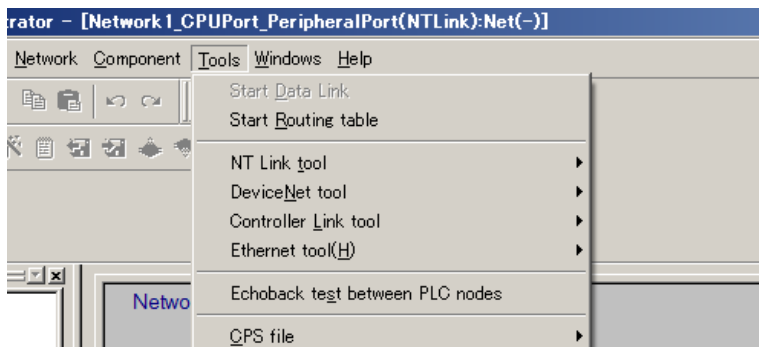 trator - [Network1_CPUPort_PeripheralPort(NTLink):Net(-)]
Network Component Tools Windows Help
Start Data Link
Start Routing table
NT Link tool
DeviceNet tool
Controller Link tool
Ethernet tool(H)
Echoback test between PLC nodes
Netwo
CPS file